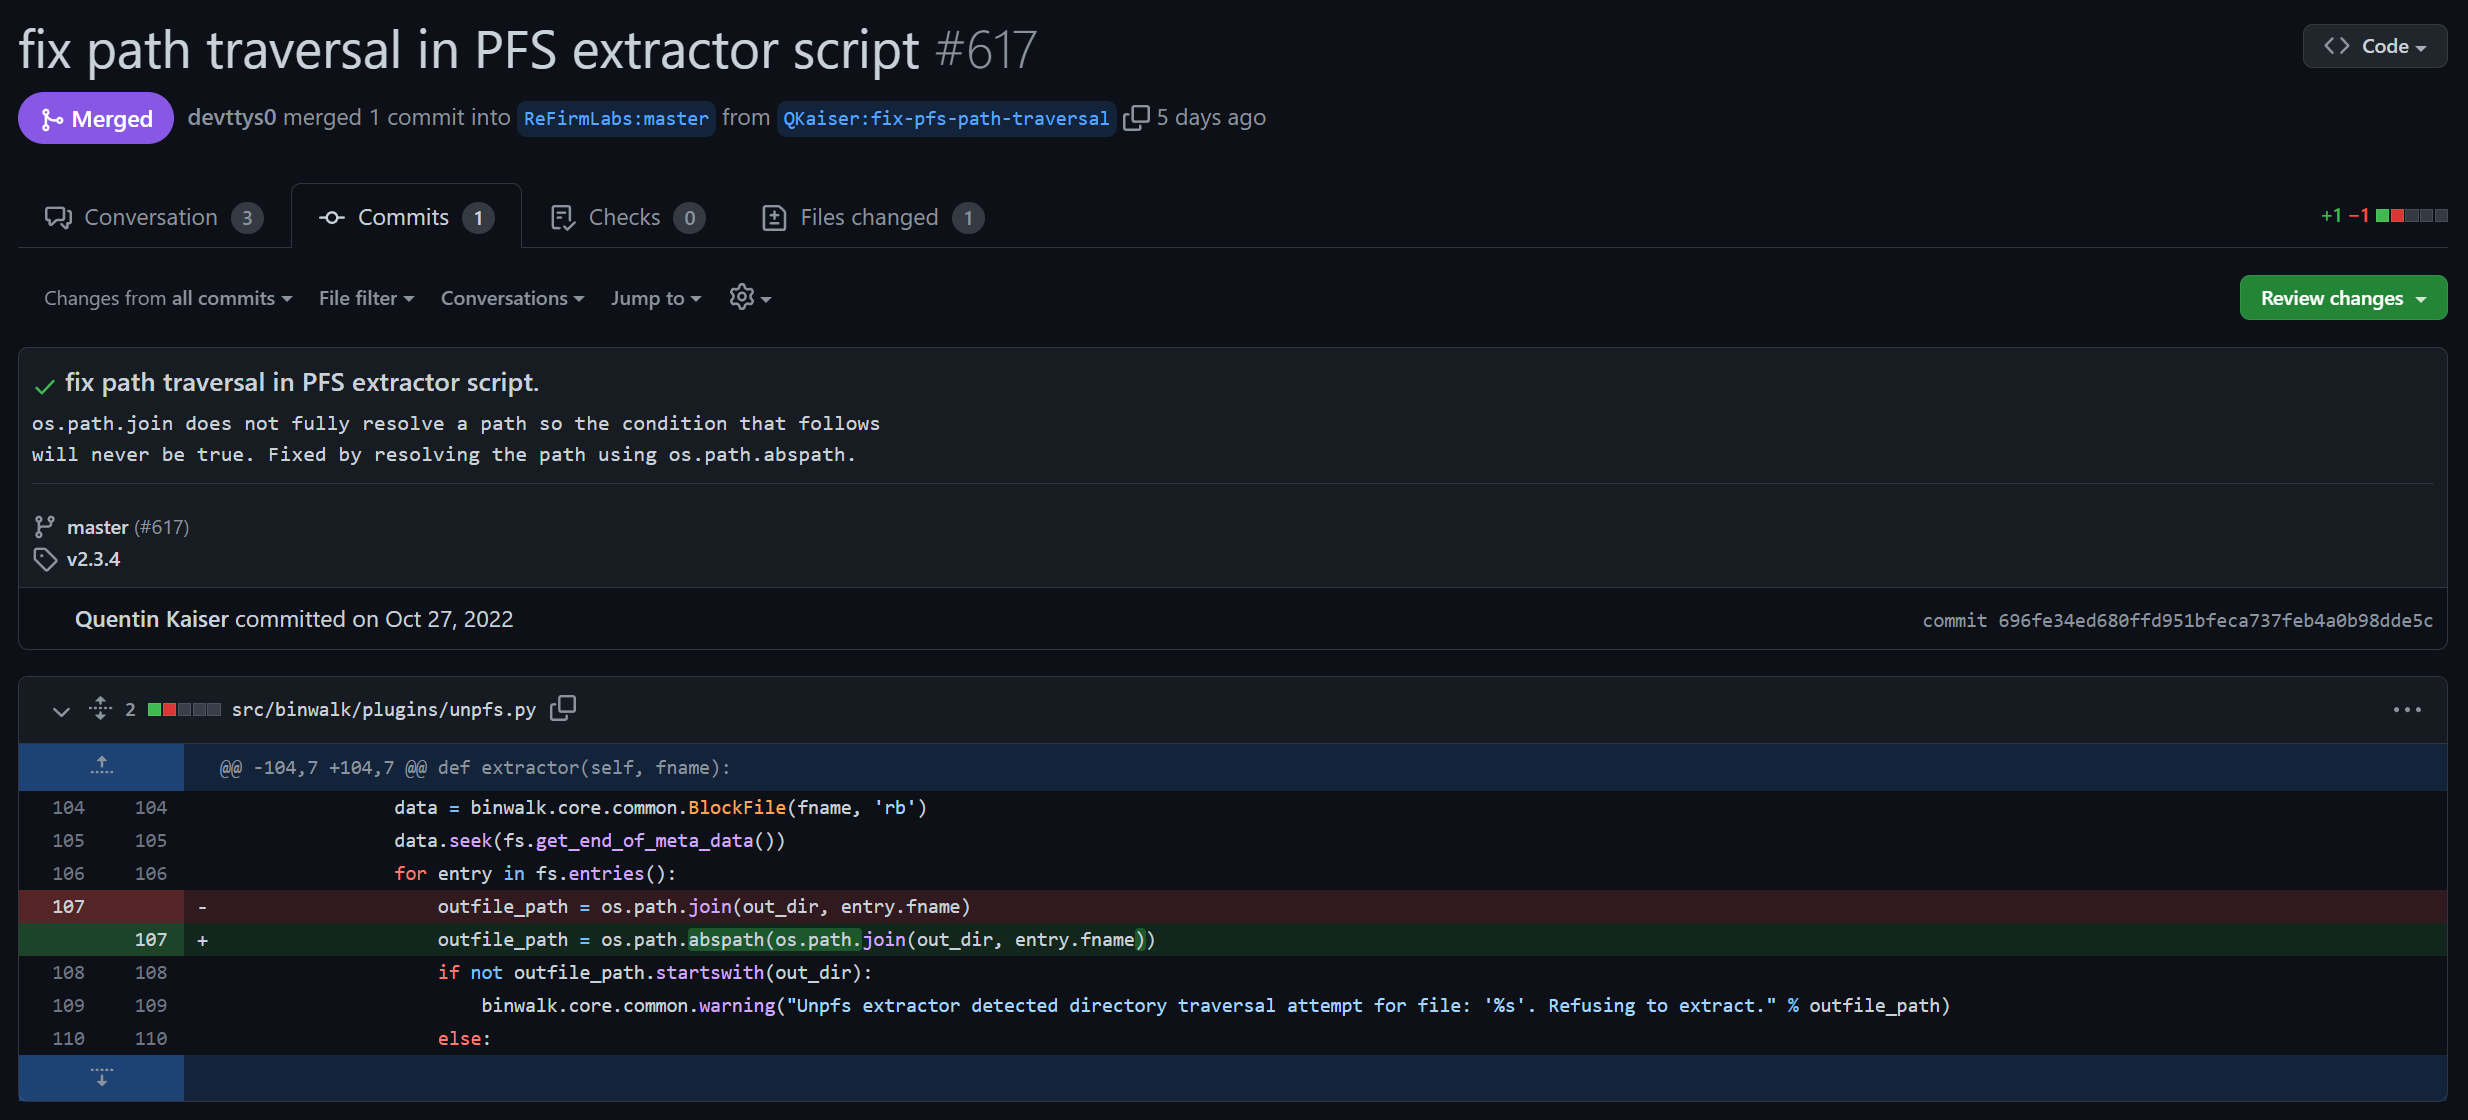 fix path traversal in PFS extractor script #617
Code
Merged devttys0 merged 1 commit into ReFirmLabs:master from QKaiser:fix-pfs-path-traversal 5 days ago
Conversation 3 Commits 1 Checks 0 Files changed 1 +1 −1
Changes from all commits File filter Conversations Jump to Review changes
fix path traversal in PFS extractor script.
os.path.join does not fully resolve a path so the condition that follows
will never be true. Fixed by resolving the path using os.path.abspath.
master (#617)
v2.3.4
Quentin Kaiser committed on Oct 27, 2022 commit 696fe34ed680ffd951bfeca737feb4a0b98dde5c
2 src/binwalk/plugins/unpfs.py
@@ -104,7 +104,7 @@ def extractor(self, fname):
104 104 data = binwalk.core.common.BlockFile(fname, 'rb')
105 105 data.seek(fs.get_end_of_meta_data())
106 106 for entry in fs.entries():
107 - outfile_path = os.path.join(out_dir, entry.fname)
107 + outfile_path = os.path.abspath(os.path.join(out_dir, entry.fname))
108 108 if not outfile_path.startswith(out_dir):
109 109 binwalk.core.common.warning("Unpfs extractor detected directory traversal attempt for file: '%s'. Refusing to extract." % outfile_path)
110 110 else: